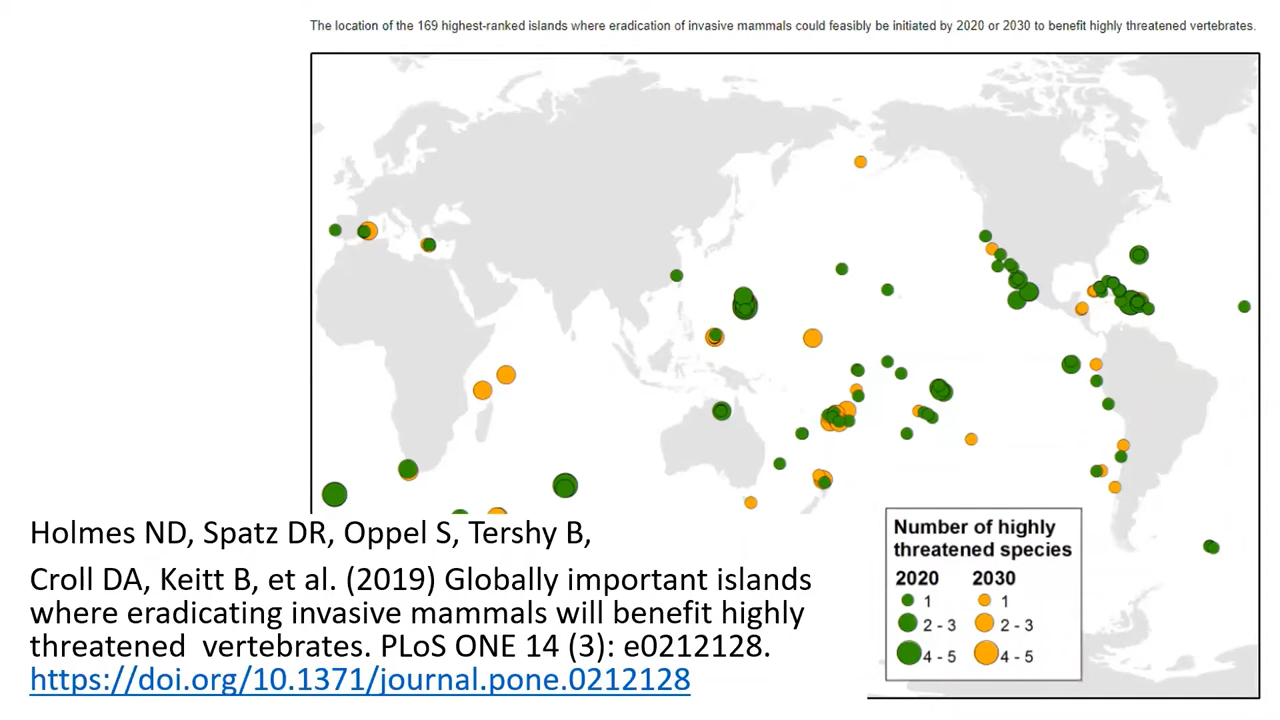 The location of the 169 highest-ranked islands where eradication of invasive mammals could feasibly be initiated by 2020 or 2030 to benefit highly threatened vertebrates.
Holmes ND, Spatz DR, Oppel S, Tershy B,
Croll DA, Keitt B, et al. (2019) Globally important islands
where eradicating invasive mammals will benefit highly
threatened  vertebrates. PLoS ONE 14 (3): e0212128.
https://doi.org/10.1371/journal.pone.0212128
Number of highly
threatened species
2020 2030
1 1
2 - 3 2 - 3
4 - 5 4 - 5